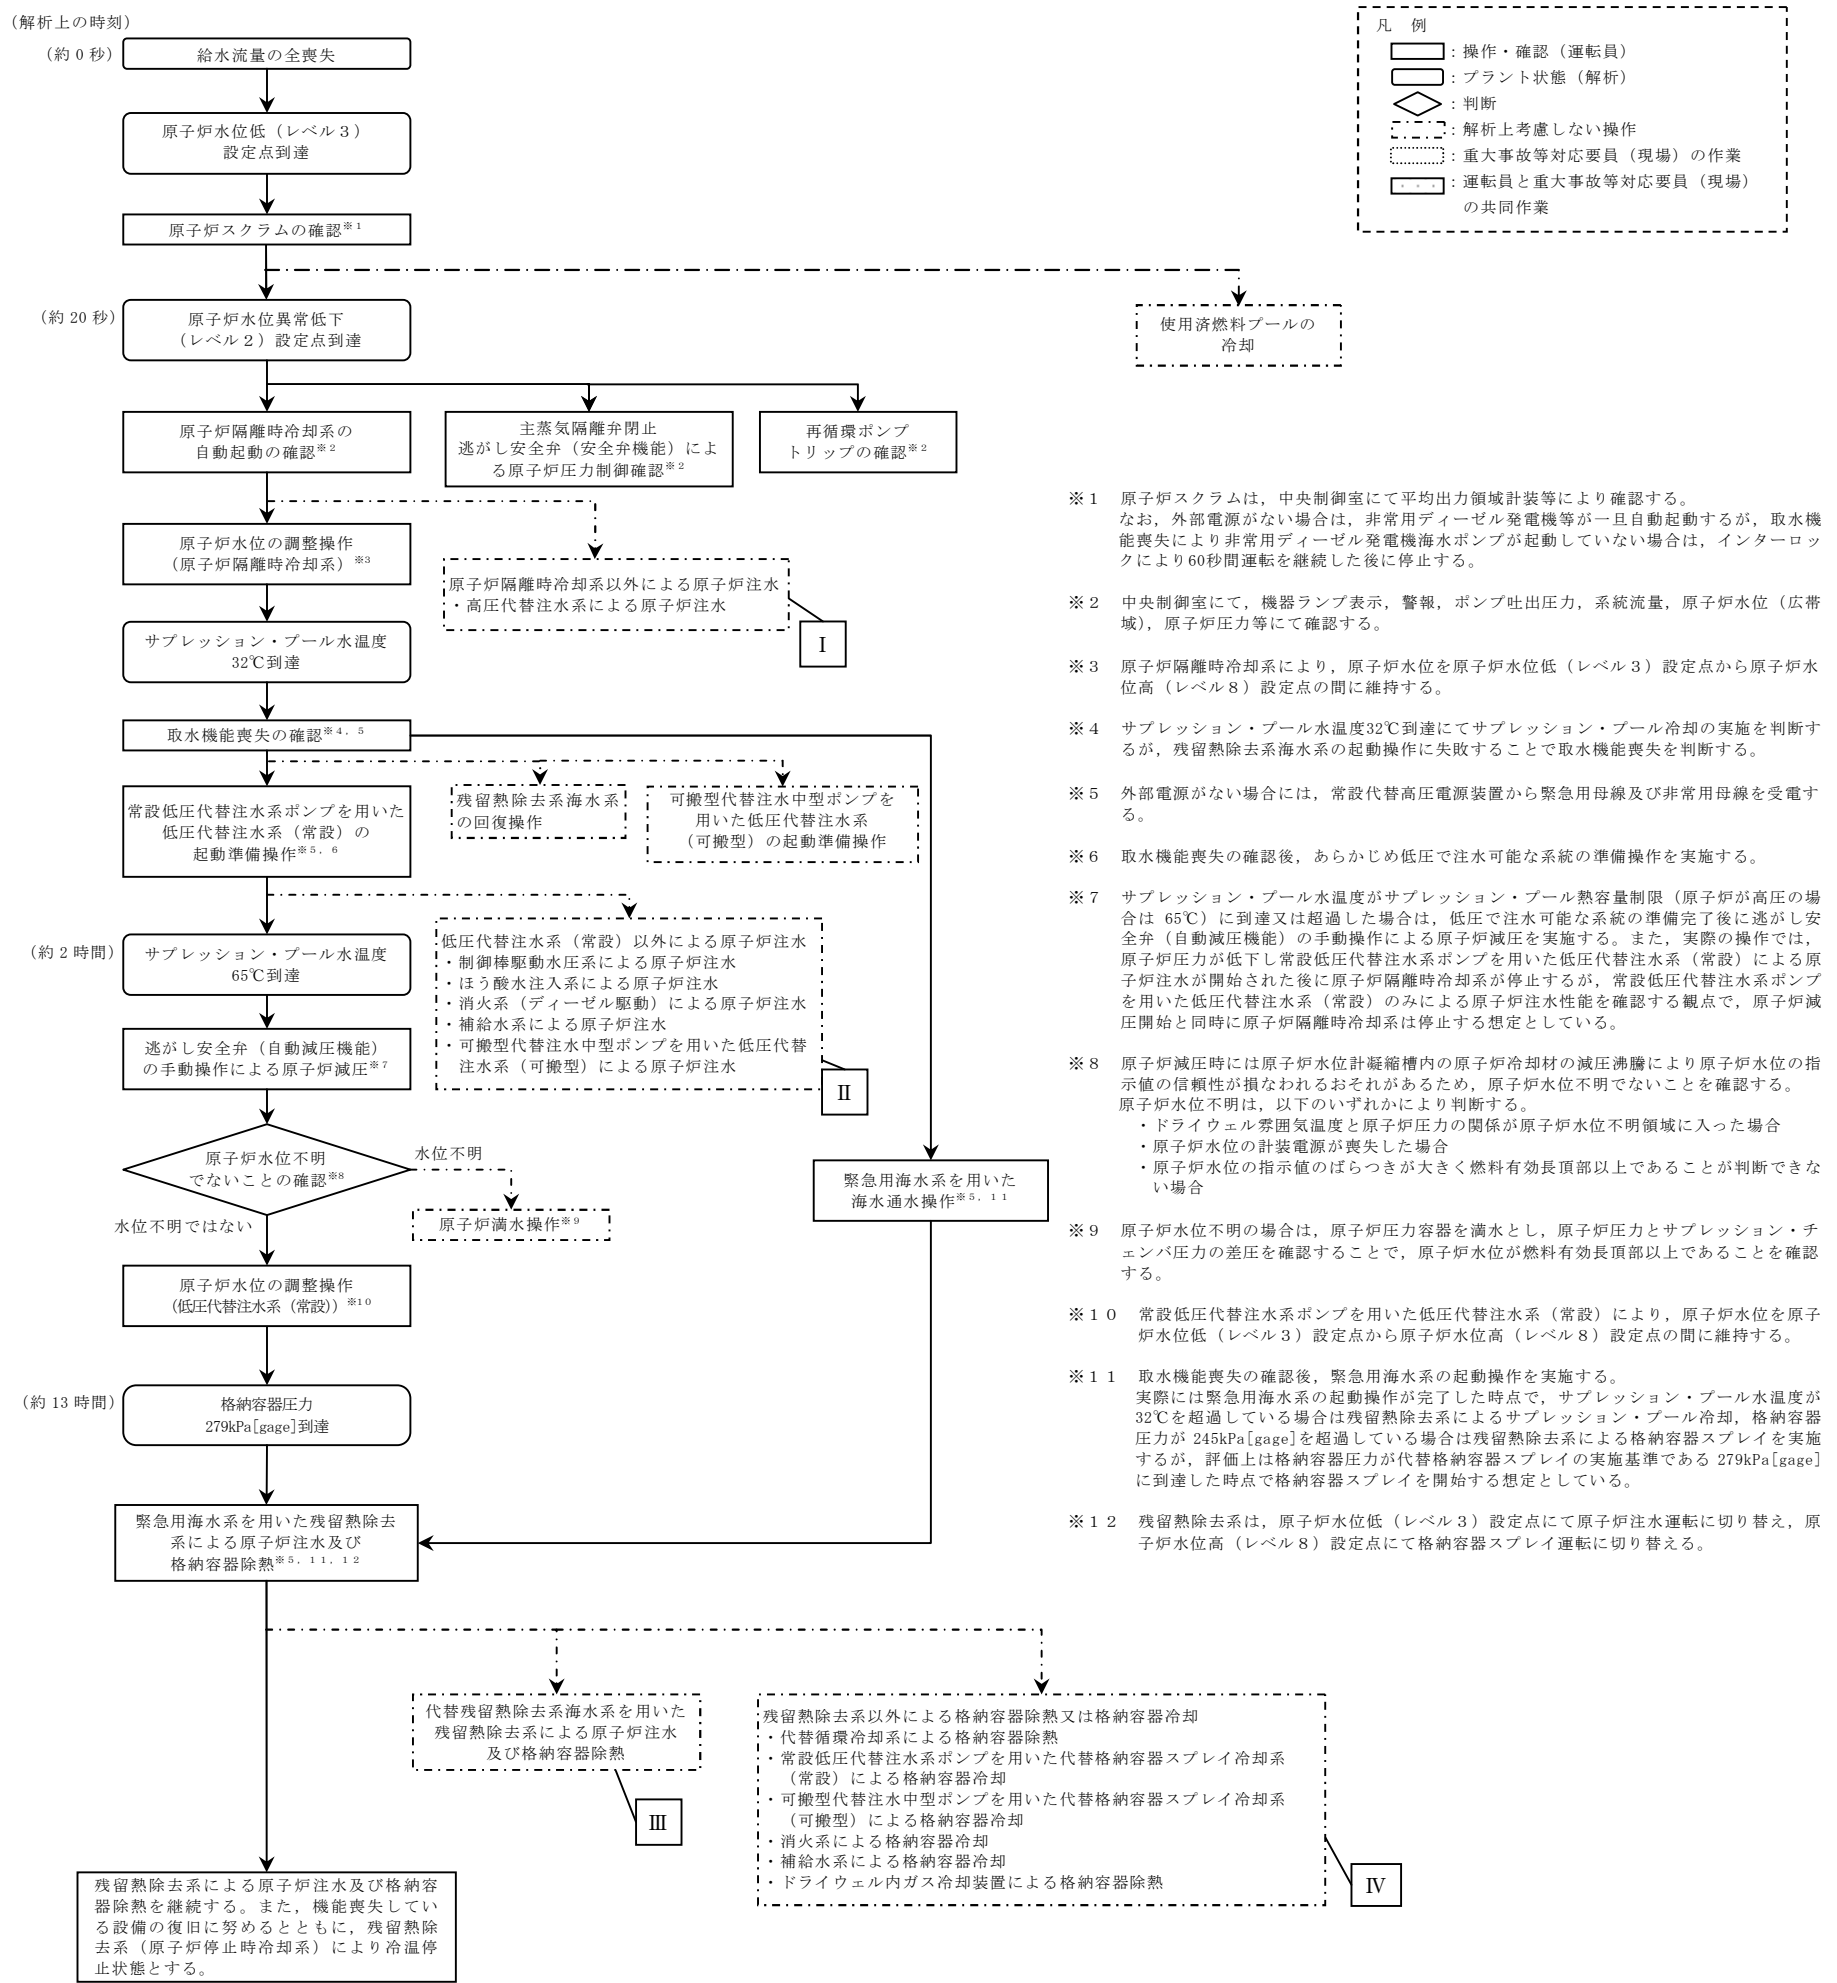 （解析上の時刻）
（約 0 秒）
給水流量の全喪失
原子炉水位低（レベル３）
設定点到達
原子炉スクラムの確認※１
（約 20 秒）
原子炉水位異常低下
（レベル２）設定点到達
使用済燃料プールの
冷却
原子炉隔離時冷却系の
自動起動の確認※２
主蒸気隔離弁閉止
逃がし安全弁（安全弁機能）によ
る原子炉圧力制御確認※２
再循環ポンプ
トリップの確認※２
原子炉水位の調整操作
（原子炉隔離時冷却系）※3
原子炉隔離時冷却系以外による原子炉注水
・高圧代替注水系による原子炉注水
Ⅰ
サプレッション・プール水温度
32℃到達
取水機能喪失の確認※４，５
常設低圧代替注水系ポンプを用いた
低圧代替注水系（常設）の
起動準備操作※５，６
残留熱除去系海水系
の回復操作
可搬型代替注水中型ポンプを
用いた低圧代替注水系
（可搬型）の起動準備操作
（約 2 時間）
サプレッション・プール水温度
65℃到達
低圧代替注水系（常設）以外による原子炉注水
・制御棒駆動水圧系による原子炉注水
・ほう酸水注入系による原子炉注水
・消火系（ディーゼル駆動）による原子炉注水
・補給水系による原子炉注水
・可搬型代替注水中型ポンプを用いた低圧代替
注水系（可搬型）による原子炉注水
Ⅱ
逃がし安全弁（自動減圧機能）
の手動操作による原子炉減圧※７
原子炉水位不明
でないことの確認※8
水位不明
水位不明ではない
原子炉満水操作※９
緊急用海水系を用いた
海水通水操作※５，１１
原子炉水位の調整操作
（低圧代替注水系（常設））※10
（約 13 時間）
格納容器圧力
279kPa[gage]到達
緊急用海水系を用いた残留熱除去
系による原子炉注水及び
格納容器除熱※５，１１，１２
代替残留熱除去系海水系を用いた
残留熱除去系による原子炉注水
及び格納容器除熱
Ⅲ
残留熱除去系以外による格納容器除熱又は格納容器冷却
・代替循環冷却系による格納容器除熱
・常設低圧代替注水系ポンプを用いた代替格納容器スプレイ冷却系
（常設）による格納容器冷却
・可搬型代替注水中型ポンプを用いた代替格納容器スプレイ冷却系
（可搬型）による格納容器冷却
・消火系による格納容器冷却
・補給水系による格納容器冷却
・ドライウェル内ガス冷却装置による格納容器除熱
Ⅳ
残留熱除去系による原子炉注水及び格納容
器除熱を継続する。また，機能喪失してい
る設備の復旧に努めるとともに，残留熱除
去系（原子炉停止時冷却系）により冷温停
止状態とする。
凡　例
：操作・確認（運転員）
：プラント状態（解析）
：判断
：解析上考慮しない操作
：重大事故等対応要員（現場）の作業
：運転員と重大事故等対応要員（現場）
の共同作業
※１　原子炉スクラムは，中央制御室にて平均出力領域計装等により確認する。
なお，外部電源がない場合は，非常用ディーゼル発電機等が一旦自動起動するが，取水機
能喪失により非常用ディーゼル発電機海水ポンプが起動していない場合は，インターロッ
クにより60秒間運転を継続した後に停止する。
※２　中央制御室にて，機器ランプ表示，警報，ポンプ吐出圧力，系統流量，原子炉水位（広帯
域），原子炉圧力等にて確認する。
※３　原子炉隔離時冷却系により，原子炉水位を原子炉水位低（レベル３）設定点から原子炉水
位高（レベル８）設定点の間に維持する。
※４　サプレッション・プール水温度32℃到達にてサプレッション・プール冷却の実施を判断す
るが，残留熱除去系海水系の起動操作に失敗することで取水機能喪失を判断する。
※５　外部電源がない場合には，常設代替高圧電源装置から緊急用母線及び非常用母線を受電す
る。
※６　取水機能喪失の確認後，あらかじめ低圧で注水可能な系統の準備操作を実施する。
※７　サプレッション・プール水温度がサプレッション・プール熱容量制限（原子炉が高圧の場
合は 65℃）に到達又は超過した場合は，低圧で注水可能な系統の準備完了後に逃がし安
全弁（自動減圧機能）の手動操作による原子炉減圧を実施する。また，実際の操作では，
原子炉圧力が低下し常設低圧代替注水系ポンプを用いた低圧代替注水系（常設）による原
子炉注水が開始された後に原子炉隔離時冷却系が停止するが，常設低圧代替注水系ポンプ
を用いた低圧代替注水系（常設）のみによる原子炉注水性能を確認する観点で，原子炉減
圧開始と同時に原子炉隔離時冷却系は停止する想定としている。
※８　原子炉減圧時には原子炉水位計凝縮槽内の原子炉冷却材の減圧沸騰により原子炉水位の指
示値の信頼性が損なわれるおそれがあるため，原子炉水位不明でないことを確認する。
原子炉水位不明は，以下のいずれかにより判断する。
・ドライウェル雰囲気温度と原子炉圧力の関係が原子炉水位不明領域に入った場合
・原子炉水位の計装電源が喪失した場合
・原子炉水位の指示値のばらつきが大きく燃料有効長頂部以上であることが判断できな
い場合
※９　原子炉水位不明の場合は，原子炉圧力容器を満水とし，原子炉圧力とサプレッション・チ
ェンバ圧力の差圧を確認することで，原子炉水位が燃料有効長頂部以上であることを確認
する。
※１０　常設低圧代替注水系ポンプを用いた低圧代替注水系（常設）により，原子炉水位を原子
炉水位低（レベル３）設定点から原子炉水位高（レベル８）設定点の間に維持する。
※１１　取水機能喪失の確認後，緊急用海水系の起動操作を実施する。
実際には緊急用海水系の起動操作が完了した時点で，サプレッション・プール水温度が
32℃を超過している場合は残留熱除去系によるサプレッション・プール冷却，格納容器
圧力が 245kPa[gage]を超過している場合は残留熱除去系による格納容器スプレイを実施
するが，評価上は格納容器圧力が代替格納容器スプレイの実施基準である 279kPa[gage]
に到達した時点で格納容器スプレイを開始する想定としている。
※１２　残留熱除去系は，原子炉水位低（レベル３）設定点にて原子炉注水運転に切り替え，原
子炉水位高（レベル８）設定点にて格納容器スプレイ運転に切り替える。